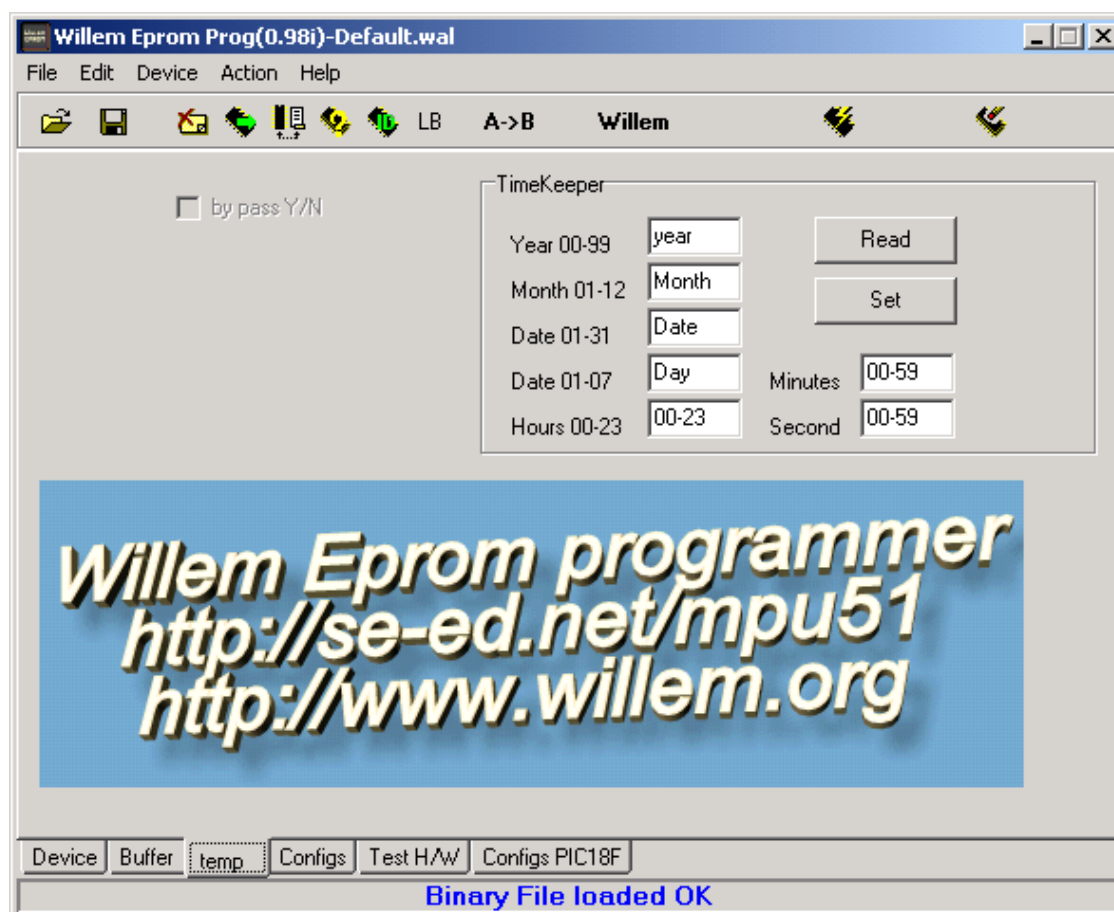 Willem Eprom Prog(0.98i)-Default.wal
File Edit Device Action Help
LB A->B Willem
by pass Y/N
TimeKeeper
Year 00-99 year Read
Month 01-12 Month Set
Date 01-31 Date
Date 01-07 Day Minutes 00-59
Hours 00-23 00-23 Second 00-59
Willem Eprom programmer
http://se-ed.net/mpu51
http://www.willem.org
Device Buffer temp Configs Test H/W Configs PIC18F
Binary File loaded OK